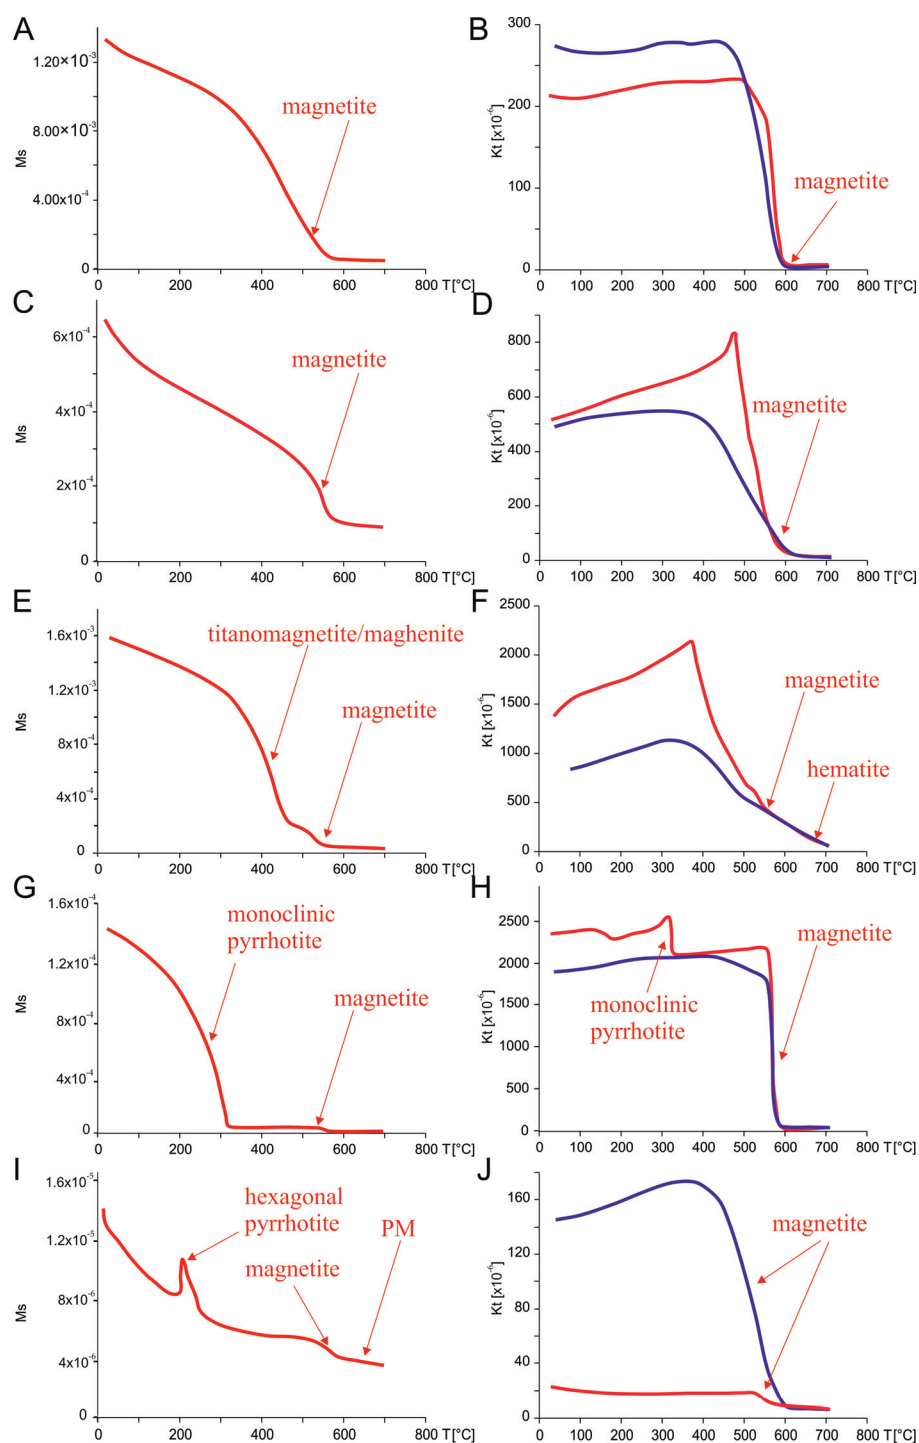 A
1.20×10⁻³
8.00×10⁻³
4.00×10⁻⁴
0
Ms
magnetite
0 200 400 600 800 T[°C]
B
300
200
100
0
Kt [x10⁻⁶]
magnetite
0 100 200 300 400 500 600 700 800 T[°C]
C
6x10⁻⁴
4x10⁻⁴
2x10⁻⁴
0
Ms
magnetite
0 200 400 600 800 T[°C]
D
800
600
400
200
0
Kt [x10⁻⁶]
magnetite
0 100 200 300 400 500 600 700 800 T[°C]
E
1.6x10⁻³
1.2x10⁻³
8x10⁻⁴
4x10⁻⁴
0
Ms
titanomagnetite/maghenite
magnetite
0 200 400 600 800 T[°C]
F
2500
2000
1500
1000
500
0
Kt [x10⁻⁶]
magnetite
hematite
0 100 200 300 400 500 600 700 800 T[°C]
G
1.6x10⁻⁴
1.2x10⁻⁴
8x10⁻⁴
4x10⁻⁴
0
Ms
monoclinic
pyrrhotite
magnetite
0 200 400 600 800 T[°C]
H
2500
2000
1500
1000
500
0
Kt [x10⁻⁶]
magnetite
monoclinic
pyrrhotite
0 100 200 300 400 500 600 700 800 T[°C]
I
1.6x10⁻⁵
1.2x10⁻⁵
8x10⁻⁶
4x10⁻⁶
0
Ms
hexagonal
pyrrhotite
PM
magnetite
0 200 400 600 800 T[°C]
J
160
120
80
40
0
Kt [x10⁻⁶]
magnetite
0 100 200 300 400 500 600 700 800 T[°C]